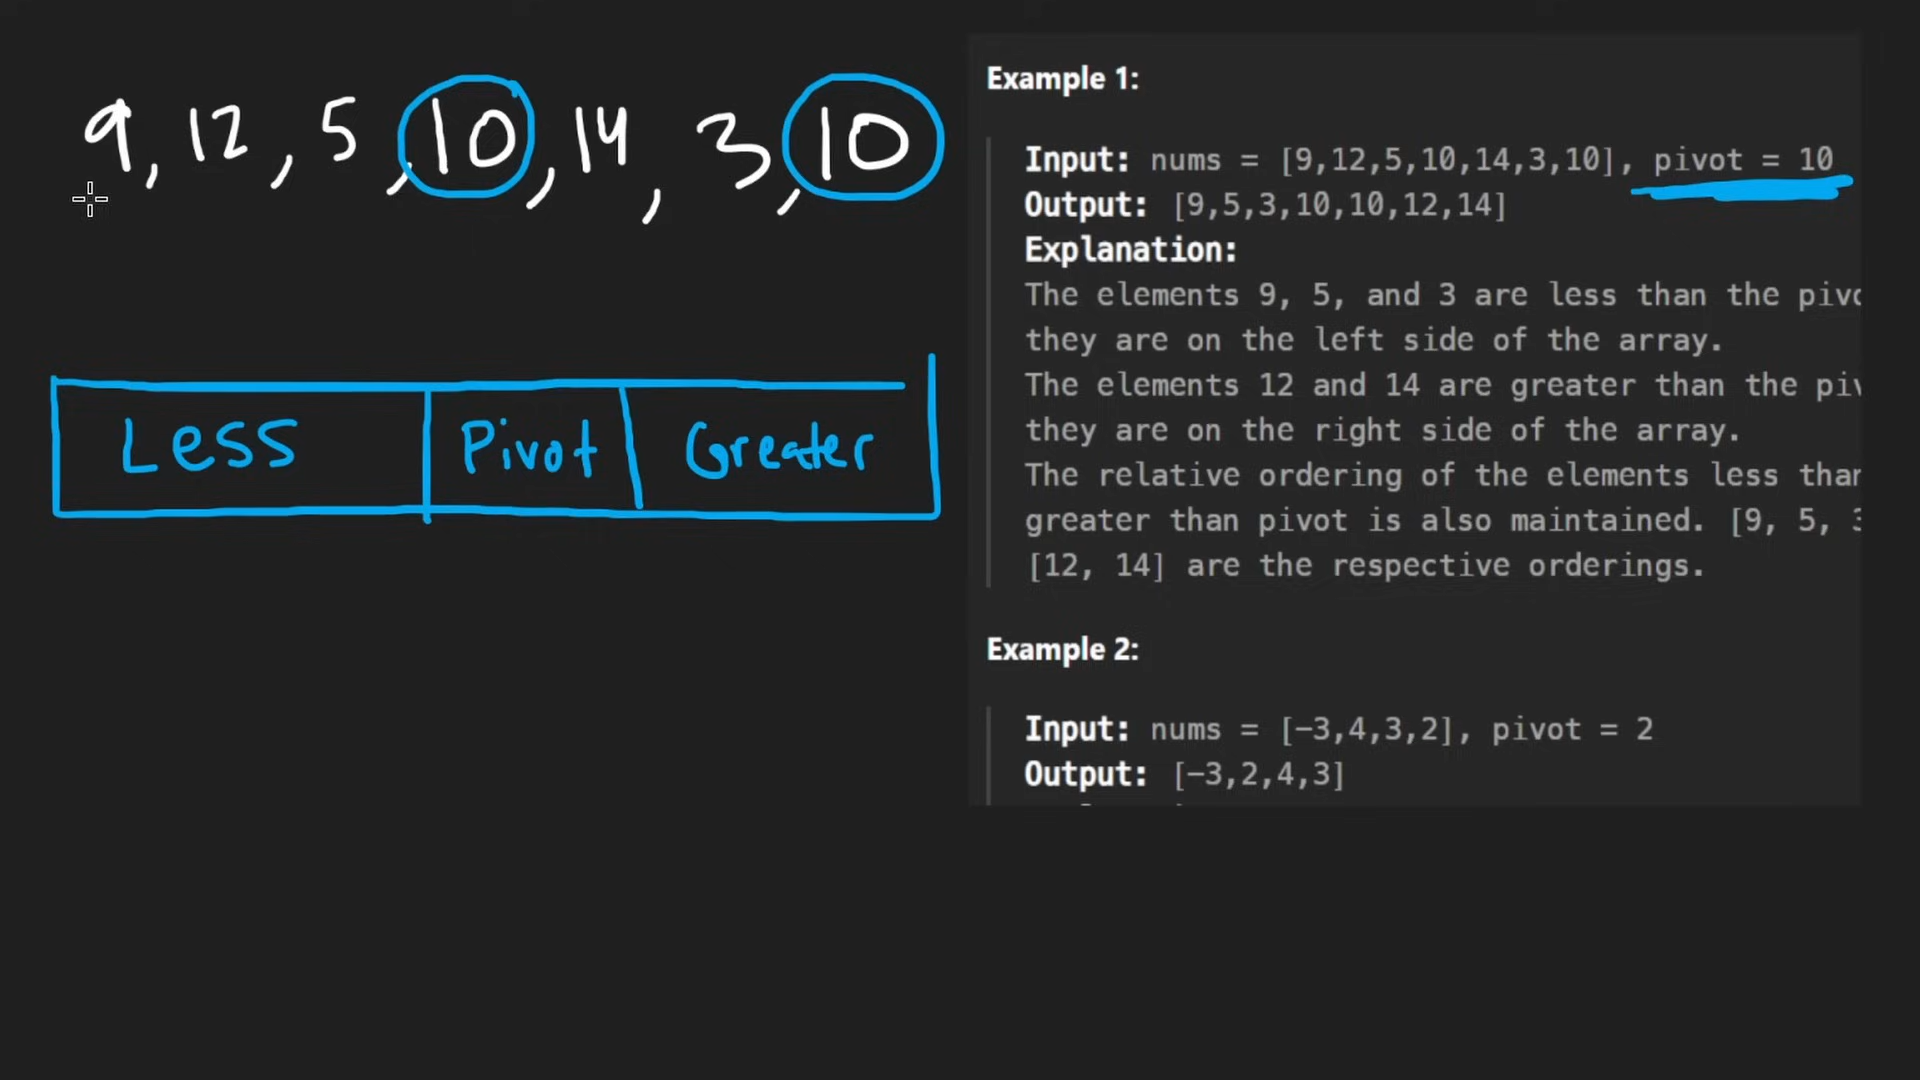 9, 12, 5, 10, 14, 3, 10
Less Pivot Greater
Example 1:
Input: nums = [9,12,5,10,14,3,10], pivot = 10
Output: [9,5,3,10,10,12,14]
Explanation:
The elements 9, 5, and 3 are less than the
they are on the left side of the array.
The elements 12 and 14 are greater than the
they are on the right side of the array.
The relative ordering of the elements less
greater than pivot is also maintained. [9, 5,
[12, 14] are the respective orderings.
Example 2:
Input: nums = [-3,4,3,2], pivot = 2
Output: [-3,2,4,3]